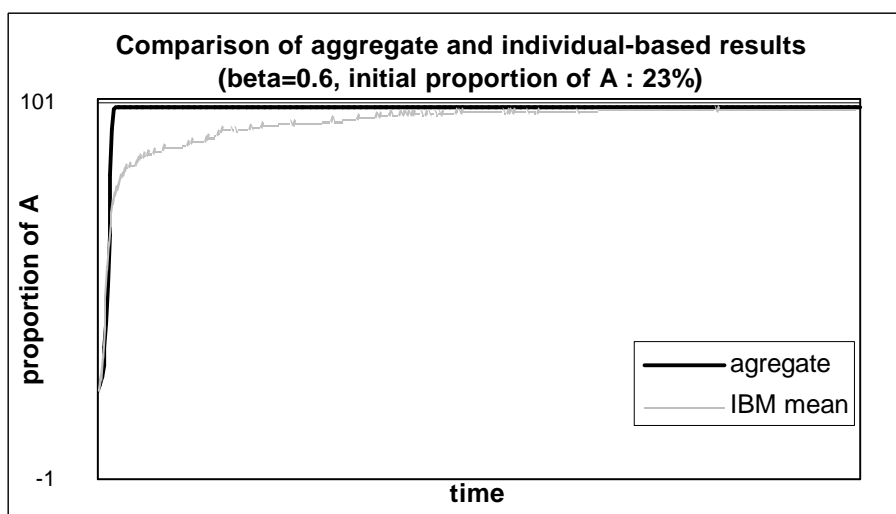 Comparison of aggregate and individual-based results
(beta=0.6, initial proportion of A : 23%)
101
proportion of A
agregate
IBM mean
-1
time